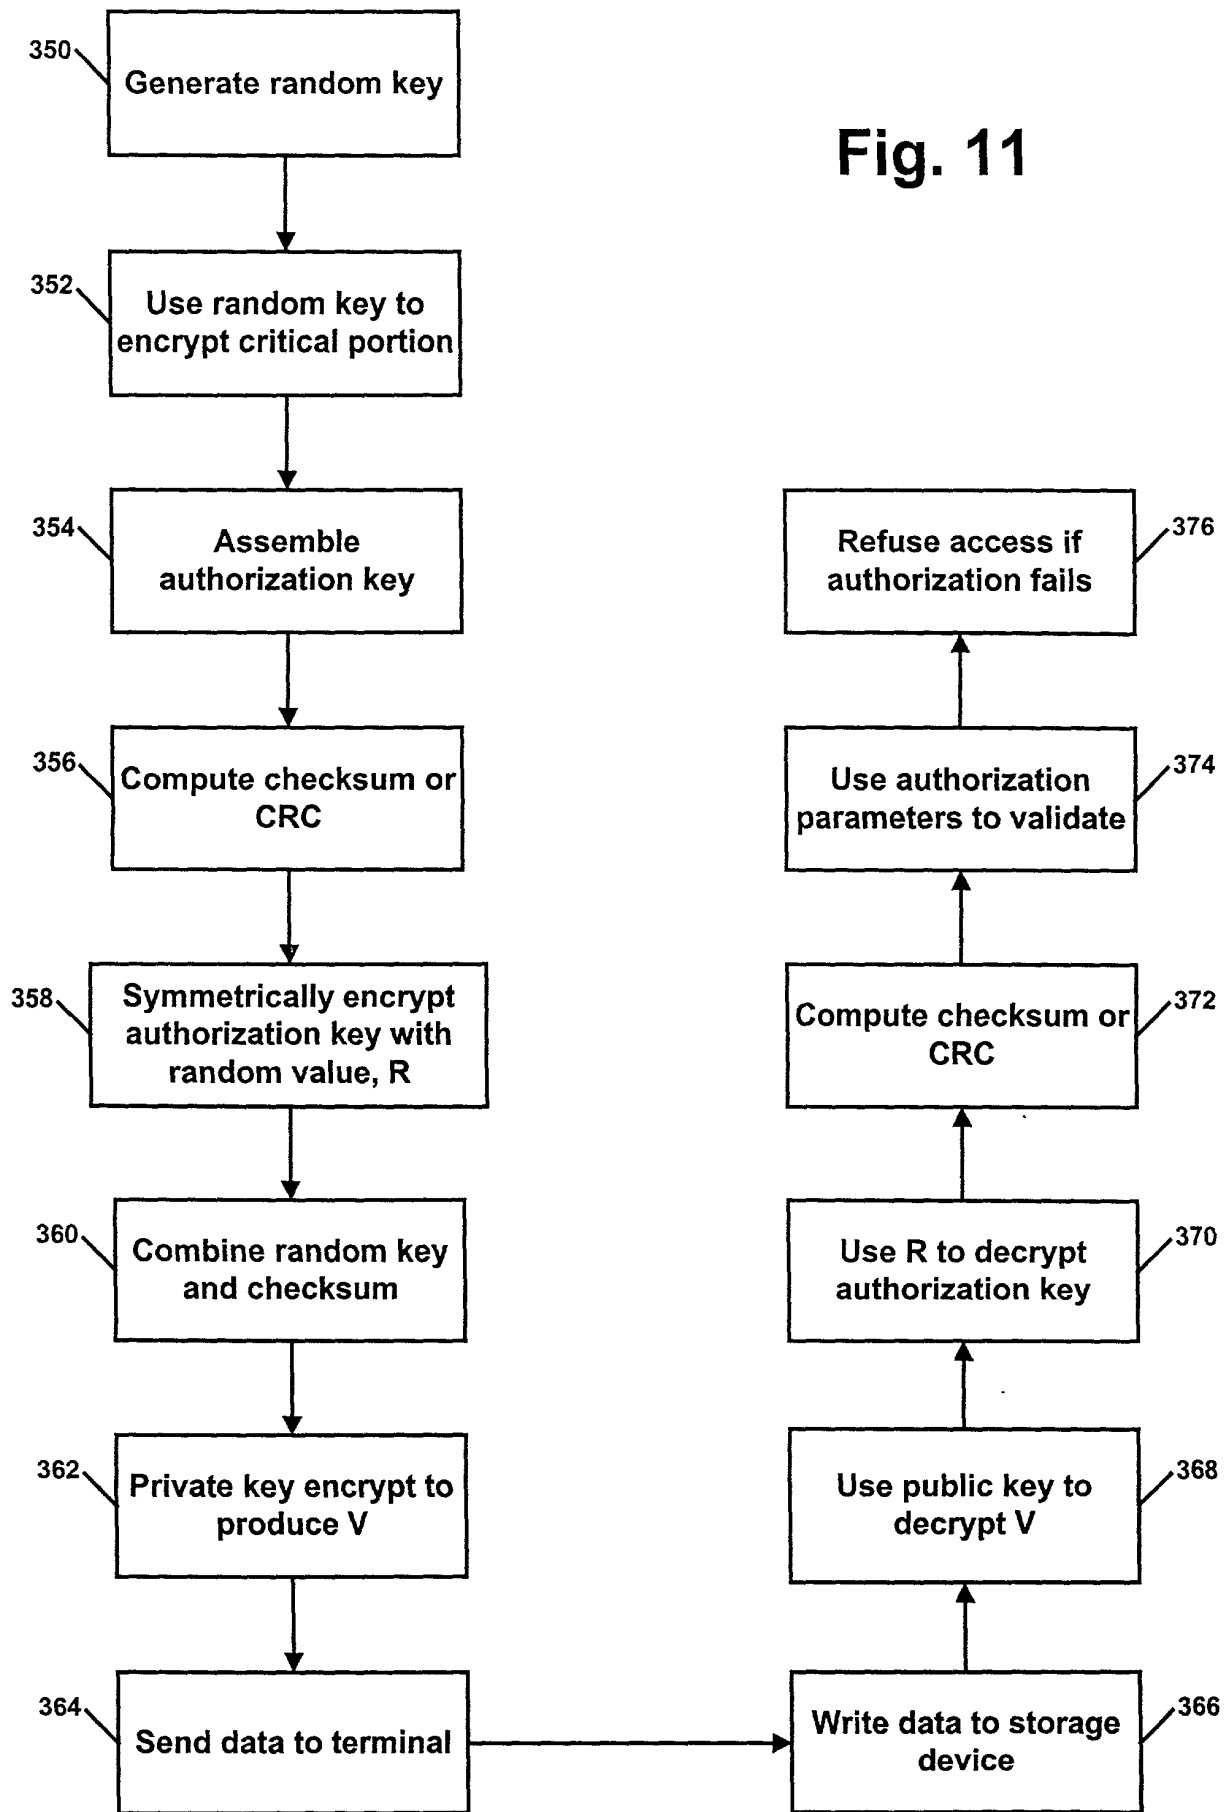 350
Generate random key
Fig. 11
352
Use random key to
encrypt critical portion
354
Assemble
authorization key
356
Compute checksum or
CRC
358
Symmetrically encrypt
authorization key with
random value, R
360
Combine random key
and checksum
362
Private key encrypt to
produce V
364
Send data to terminal
Write data to storage
device
366
Use public key to
decrypt V
368
Use R to decrypt
authorization key
370
Compute checksum or
CRC
372
Use authorization
parameters to validate
374
Refuse access if
authorization fails
376